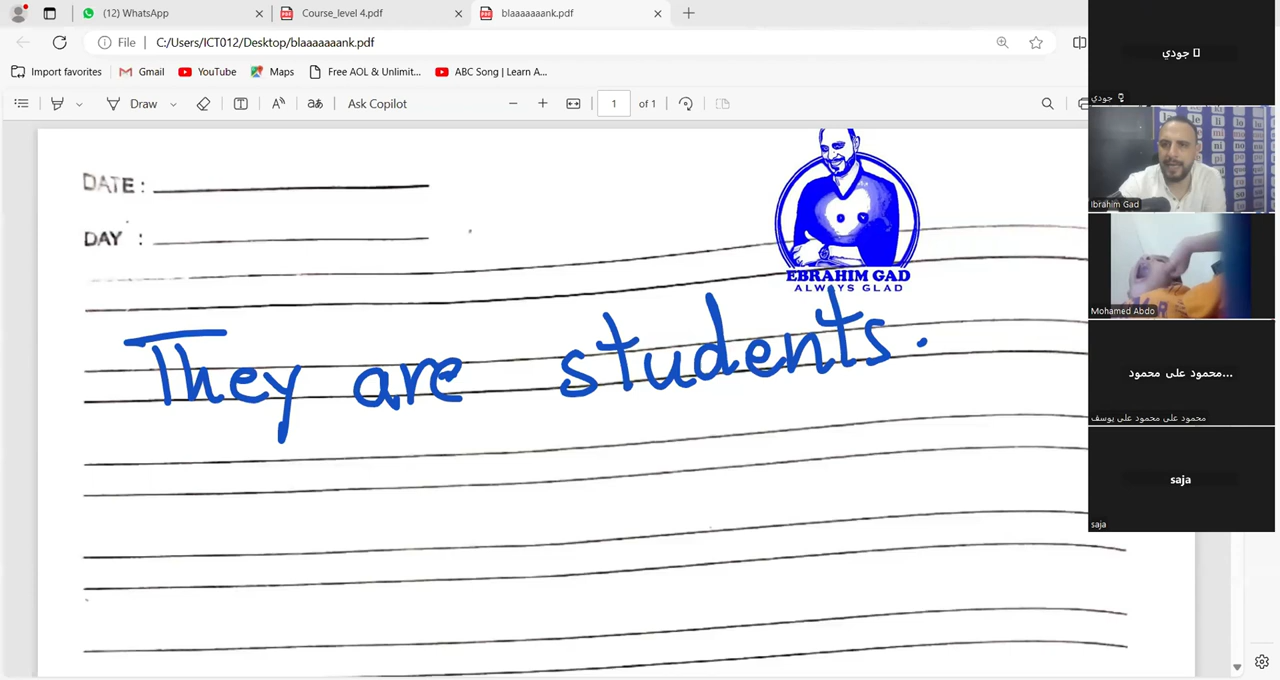 (12) WhatsApp
Course_level 4.pdf
blaaaaaaank.pdf
File
C:/Users/ICT012/Desktop/blaaaaaaank.pdf
Import favorites
Gmail
YouTube
Maps
Free AOL & Unlimit...
ABC Song | Learn A...
Draw
Ask Copilot
1 of 1
DATE:
DAY :
EBRAHIM GAD
ALWAYS GLAD
They are students.
جودي
جودي
Ibrahim Gad
Mohamed Abdo
محمود على محمود...
محمود على محمود على يوسف
saja
saja